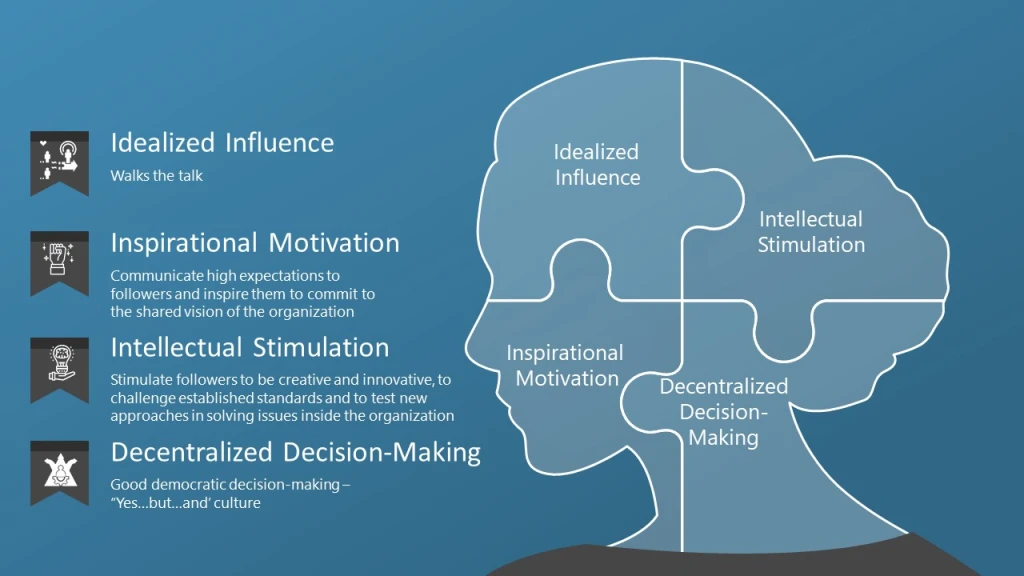 Idealized Influence
Walks the talk
Inspirational Motivation
Communicate high expectations to
followers and inspire them to commit to
the shared vision of the organization
Intellectual Stimulation
Stimulate followers to be creative and innovative, to
challenge established standards and to test new
approaches in solving issues inside the organization
Decentralized Decision-Making
Good democratic decision-making –
“Yes...but...and’ culture
Idealized
Influence
Intellectual
Stimulation
Inspirational
Motivation
Decentralized
Decision-
Making